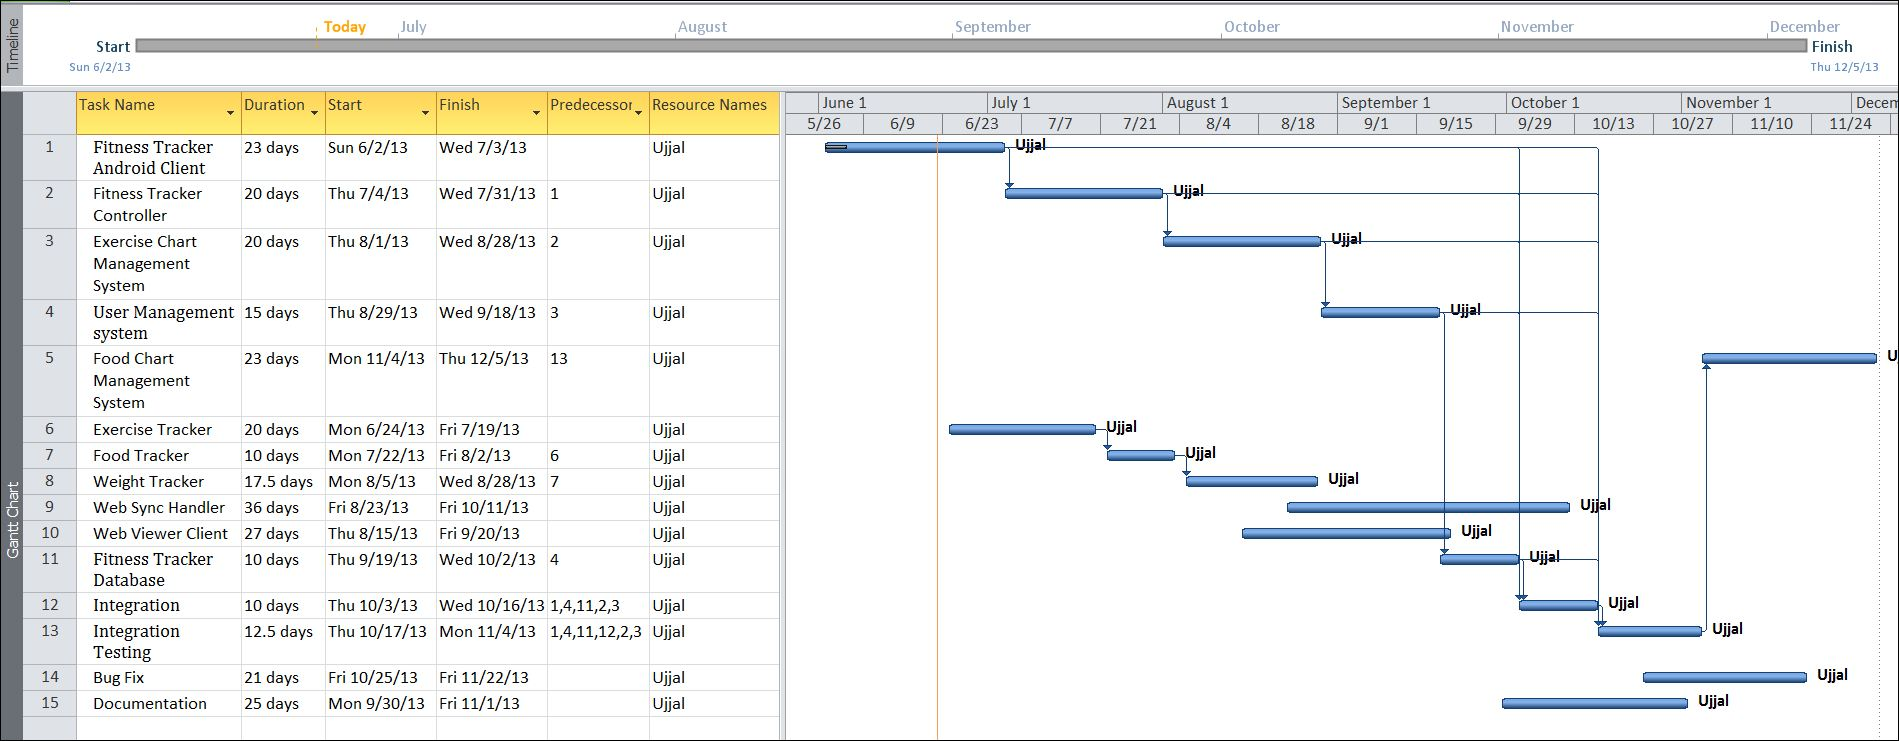 Timeline
Today July August September October November December
Start Finish
Sun 6/2/13 Thu 12/5/13
Gantt Chart
Task Name Duration Start Finish Predecessor Resource Names
June 1 July 1 August 1 September 1 October 1 November 1 Decem
5/26 6/9 6/23 7/7 7/21 8/4 8/18 9/1 9/15 9/29 10/13 10/27 11/10 11/24
1 Fitness Tracker 23 days Sun 6/2/13 Wed 7/3/13 Ujjal Ujjal
Android Client
2 Fitness Tracker 20 days Thu 7/4/13 Wed 7/31/13 1 Ujjal Ujjal
Controller
3 Exercise Chart 20 days Thu 8/1/13 Wed 8/28/13 2 Ujjal Ujjal
Management
System
4 User Management 15 days Thu 8/29/13 Wed 9/18/13 3 Ujjal Ujjal
system
5 Food Chart 23 days Mon 11/4/13 Thu 12/5/13 13 Ujjal U
Management
System
6 Exercise Tracker 20 days Mon 6/24/13 Fri 7/19/13 Ujjal Ujjal
7 Food Tracker 10 days Mon 7/22/13 Fri 8/2/13 6 Ujjal Ujjal
8 Weight Tracker 17.5 days Mon 8/5/13 Wed 8/28/13 7 Ujjal Ujjal
9 Web Sync Handler 36 days Fri 8/23/13 Fri 10/11/13 Ujjal Ujjal
10 Web Viewer Client 27 days Thu 8/15/13 Fri 9/20/13 Ujjal Ujjal
11 Fitness Tracker 10 days Thu 9/19/13 Wed 10/2/13 4 Ujjal Ujjal
Database
12 Integration 10 days Thu 10/3/13 Wed 10/16/13 1,4,11,2,3 Ujjal Ujjal
13 Integration 12.5 days Thu 10/17/13 Mon 11/4/13 1,4,11,12,2,3 Ujjal Ujjal
Testing
14 Bug Fix 21 days Fri 10/25/13 Fri 11/22/13 Ujjal Ujjal
15 Documentation 25 days Mon 9/30/13 Fri 11/1/13 Ujjal Ujjal